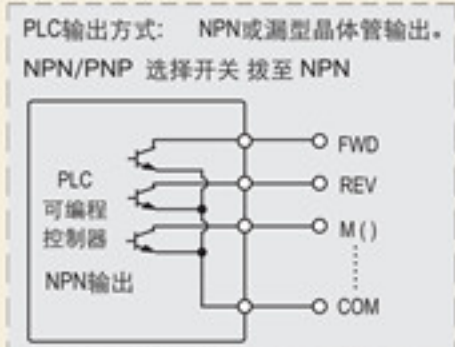 PLC输出方式: NPN或漏型晶体管输出。
NPN/PNP 选择开关 拨至 NPN
FWD
PLC
可编程
控制器
REV
M ( )
NPN输出
COM